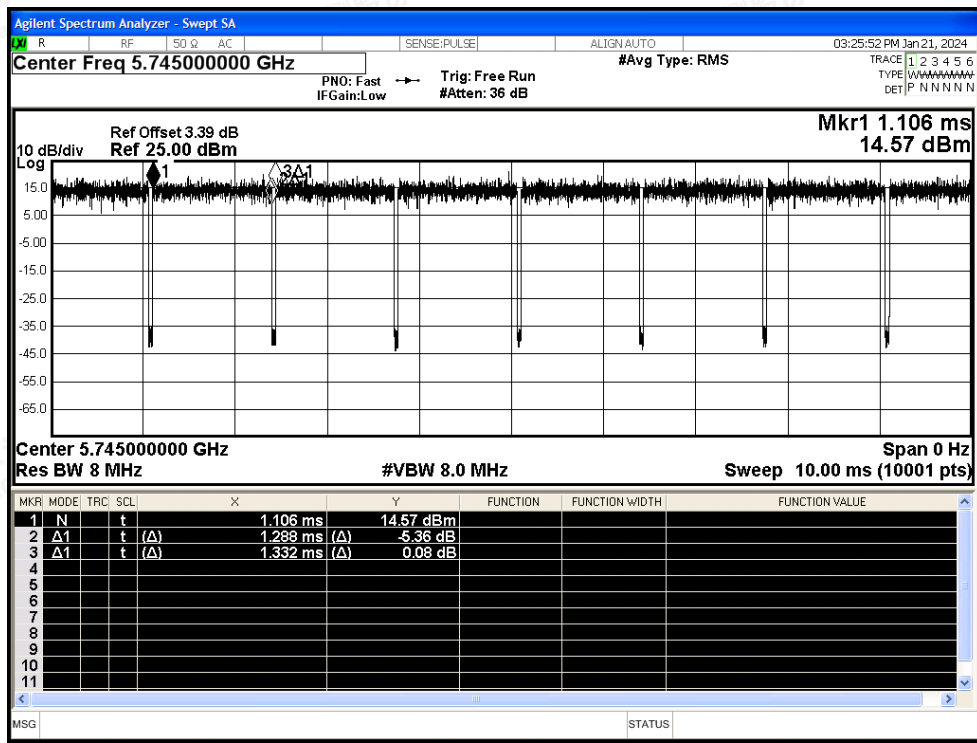 Agilent Spectrum Analyzer - Swept SA
LXI R RF 50 Ω AC SENSE:PULSE ALIGN AUTO 03:25:52 PM Jan 21, 2024
Center Freq 5.745000000 GHz #Avg Type: RMS TRACE 1 2 3 4 5 6
PNO: Fast Trig: Free Run TYPE W
IFGain:Low #Atten: 36 dB DET P N N N N N
Mkr1 1.106 ms
Ref Offset 3.39 dB
10 dB/div Ref 25.00 dBm 14.57 dBm
Log
1 3Δ1
15.0
5.00
-5.00
-15.0
-25.0
-35.0
-45.0
-55.0
-65.0
Center 5.745000000 GHz Span 0 Hz
Res BW 8 MHz #VBW 8.0 MHz Sweep 10.00 ms (10001 pts)
MKR MODE TRC SCL X Y FUNCTION FUNCTION WIDTH FUNCTION VALUE
1 N t 1.106 ms 14.57 dBm
2 Δ1 t (Δ) 1.288 ms (Δ) -5.36 dB
3 Δ1 t (Δ) 1.332 ms (Δ) 0.08 dB
4
5
6
7
8
9
10
11
MSG STATUS